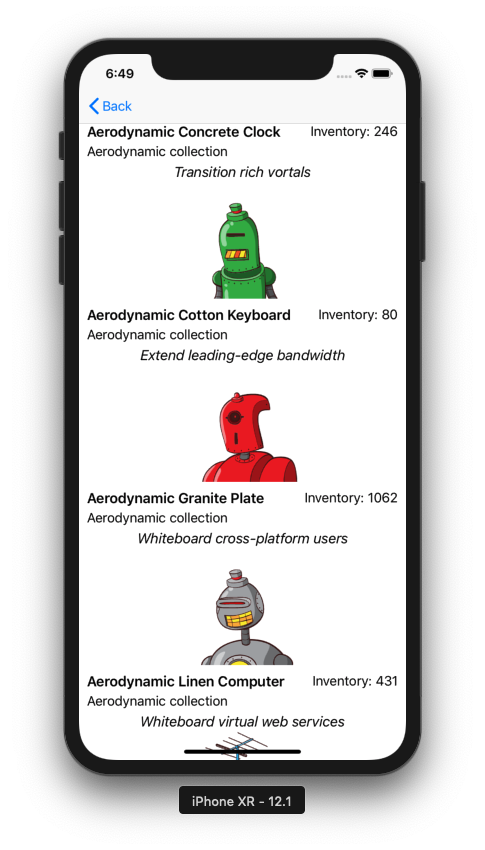 6:49
Back
Aerodynamic Concrete Clock Inventory: 246
Aerodynamic collection
Transition rich vortals
Aerodynamic Cotton Keyboard Inventory: 80
Aerodynamic collection
Extend leading-edge bandwidth
Aerodynamic Granite Plate Inventory: 1062
Aerodynamic collection
Whiteboard cross-platform users
Aerodynamic Linen Computer Inventory: 431
Aerodynamic collection
Whiteboard virtual web services
iPhone XR - 12.1